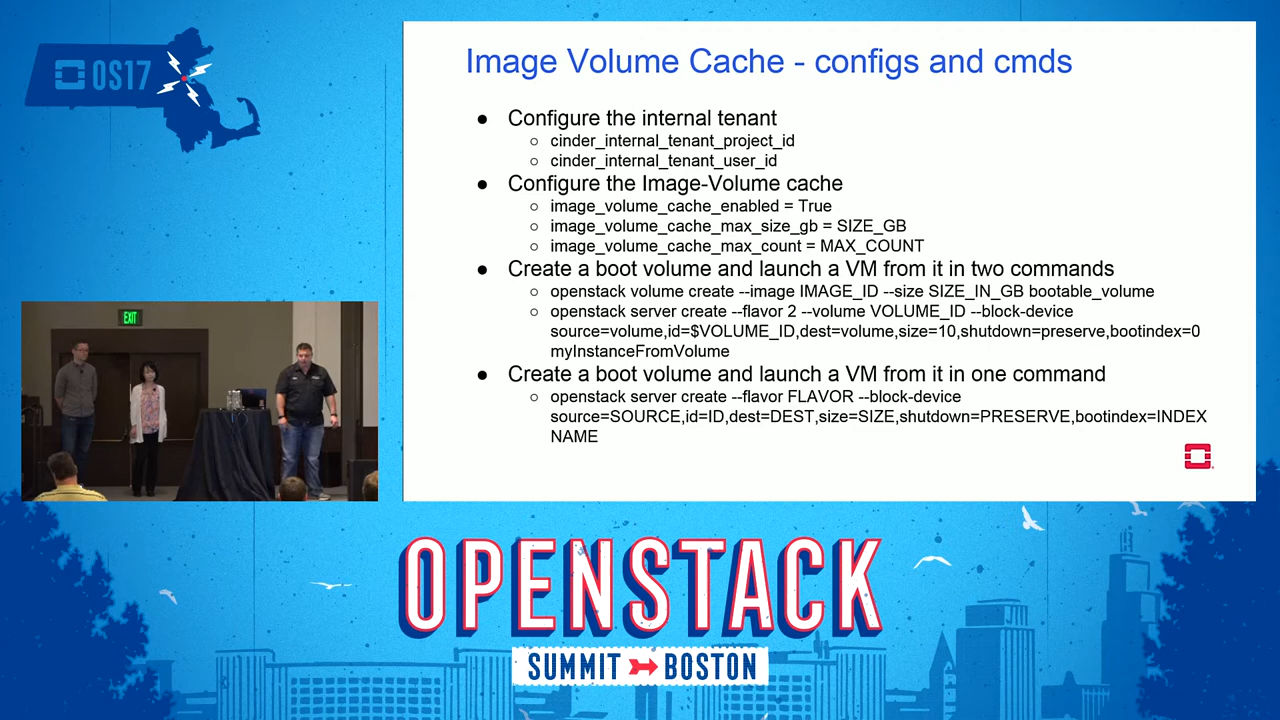 OS17
Image Volume Cache - configs and cmds
● Configure the internal tenant
○ cinder_internal_tenant_project_id
○ cinder_internal_tenant_user_id
● Configure the Image-Volume cache
○ image_volume_cache_enabled = True
○ image_volume_cache_max_size_gb = SIZE_GB
○ image_volume_cache_max_count = MAX_COUNT
● Create a boot volume and launch a VM from it in two commands
○ openstack volume create --image IMAGE_ID --size SIZE_IN_GB bootable_volume
○ openstack server create --flavor 2 --volume VOLUME_ID --block-device
source=volume,id=$VOLUME_ID,dest=volume,size=10,shutdown=preserve,bootindex=0
myInstanceFromVolume
● Create a boot volume and launch a VM from it in one command
○ openstack server create --flavor FLAVOR --block-device
source=SOURCE,id=ID,dest=DEST,size=SIZE,shutdown=PRESERVE,bootindex=INDEX
NAME
EXIT
OPENSTACK
SUMMIT BOSTON